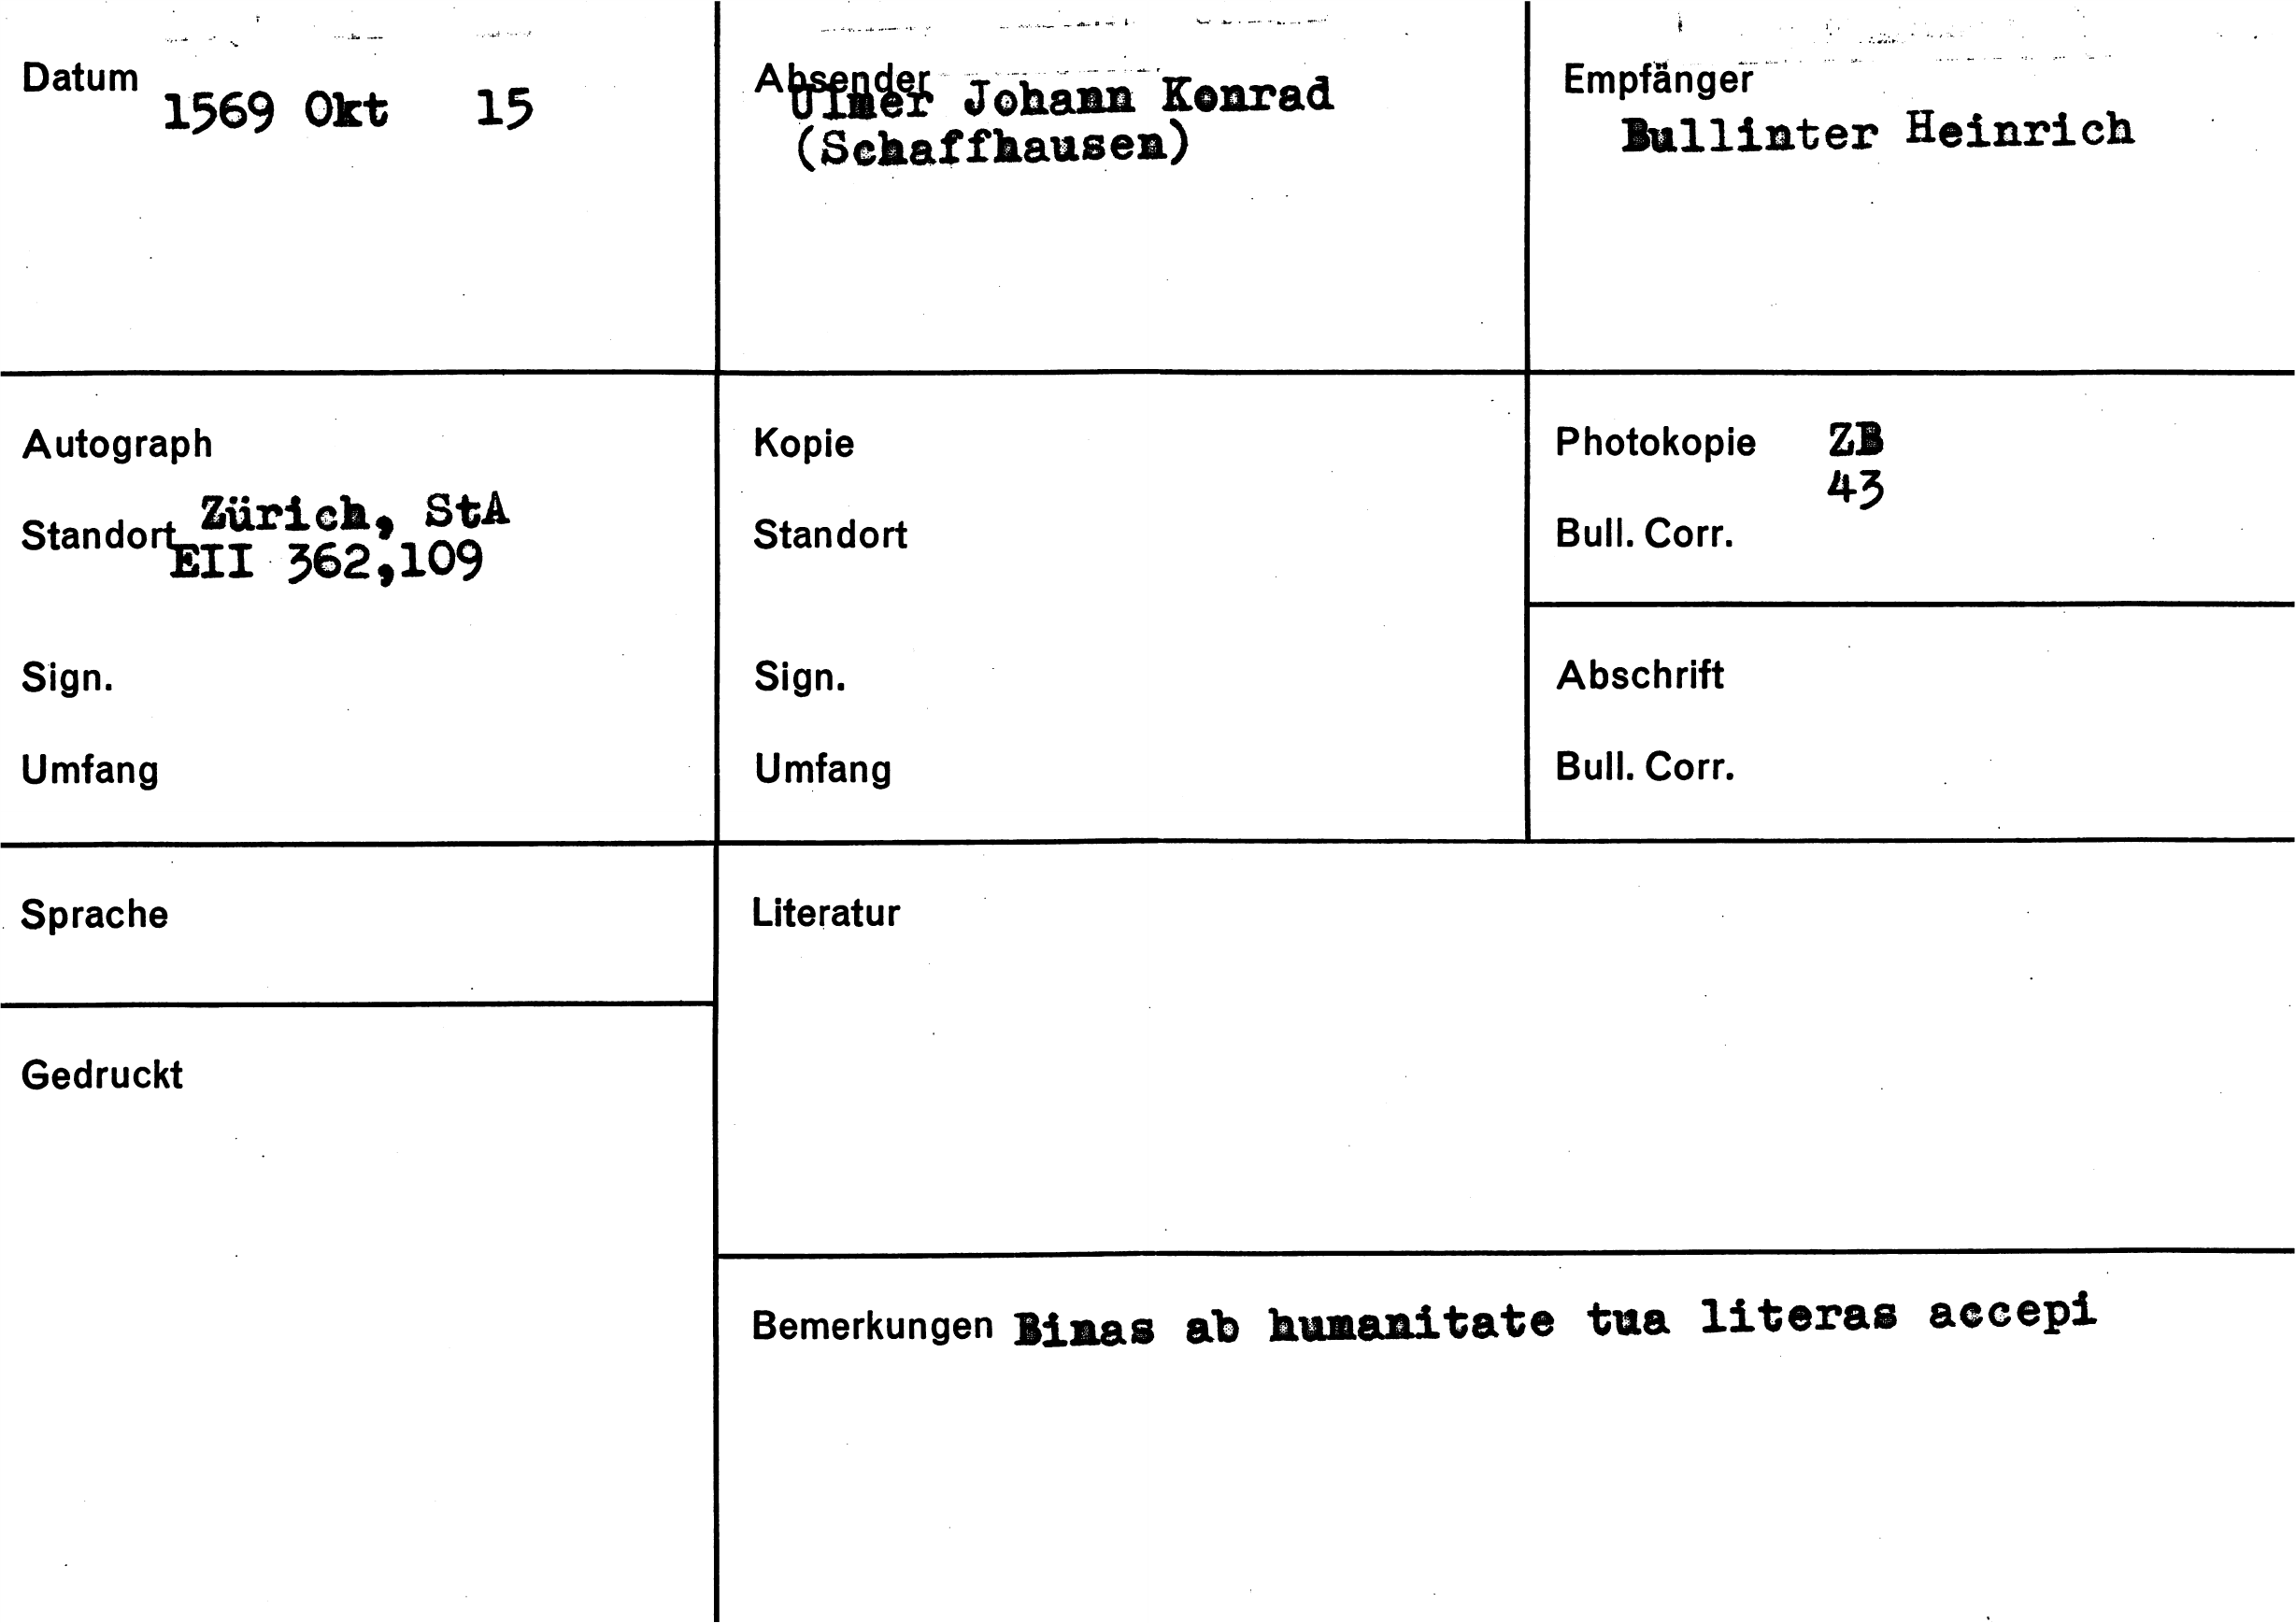 Datum
1569 Okt 15
Absender
Ulmer Johann Konrad
(Schaffhausen)
Empfänger
Bullinter Heinrich
Autograph
Standort Zürich, StA
EII 362,109
Sign.
Umfang
Kopie
Standort
Sign.
Umfang
Photokopie ZB
43
Bull. Corr.
Abschrift
Bull. Corr.
Sprache
Literatur
Gedruckt
Bemerkungen Binas ab humanitate tua literas accepi